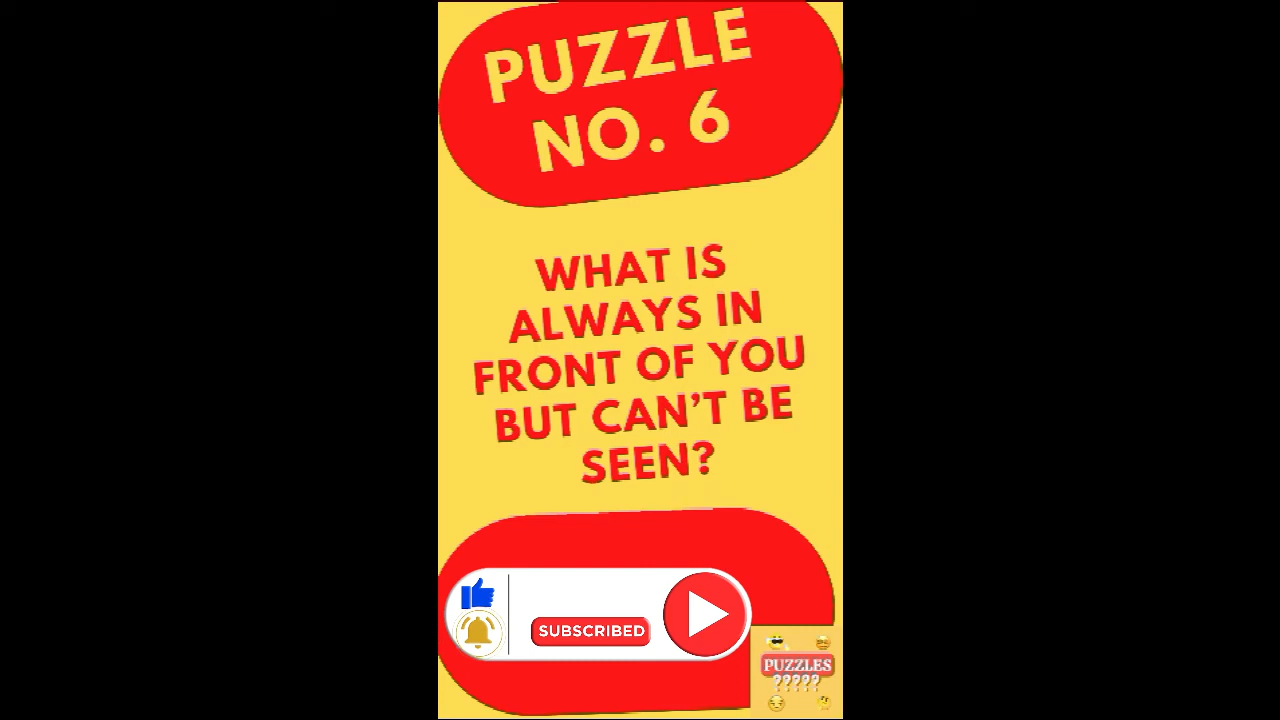 PUZZLE
NO. 6
WHAT IS
ALWAYS IN
FRONT OF YOU
BUT CAN’T BE
SEEN?
SUBSCRIBED
PUZZLES
?????